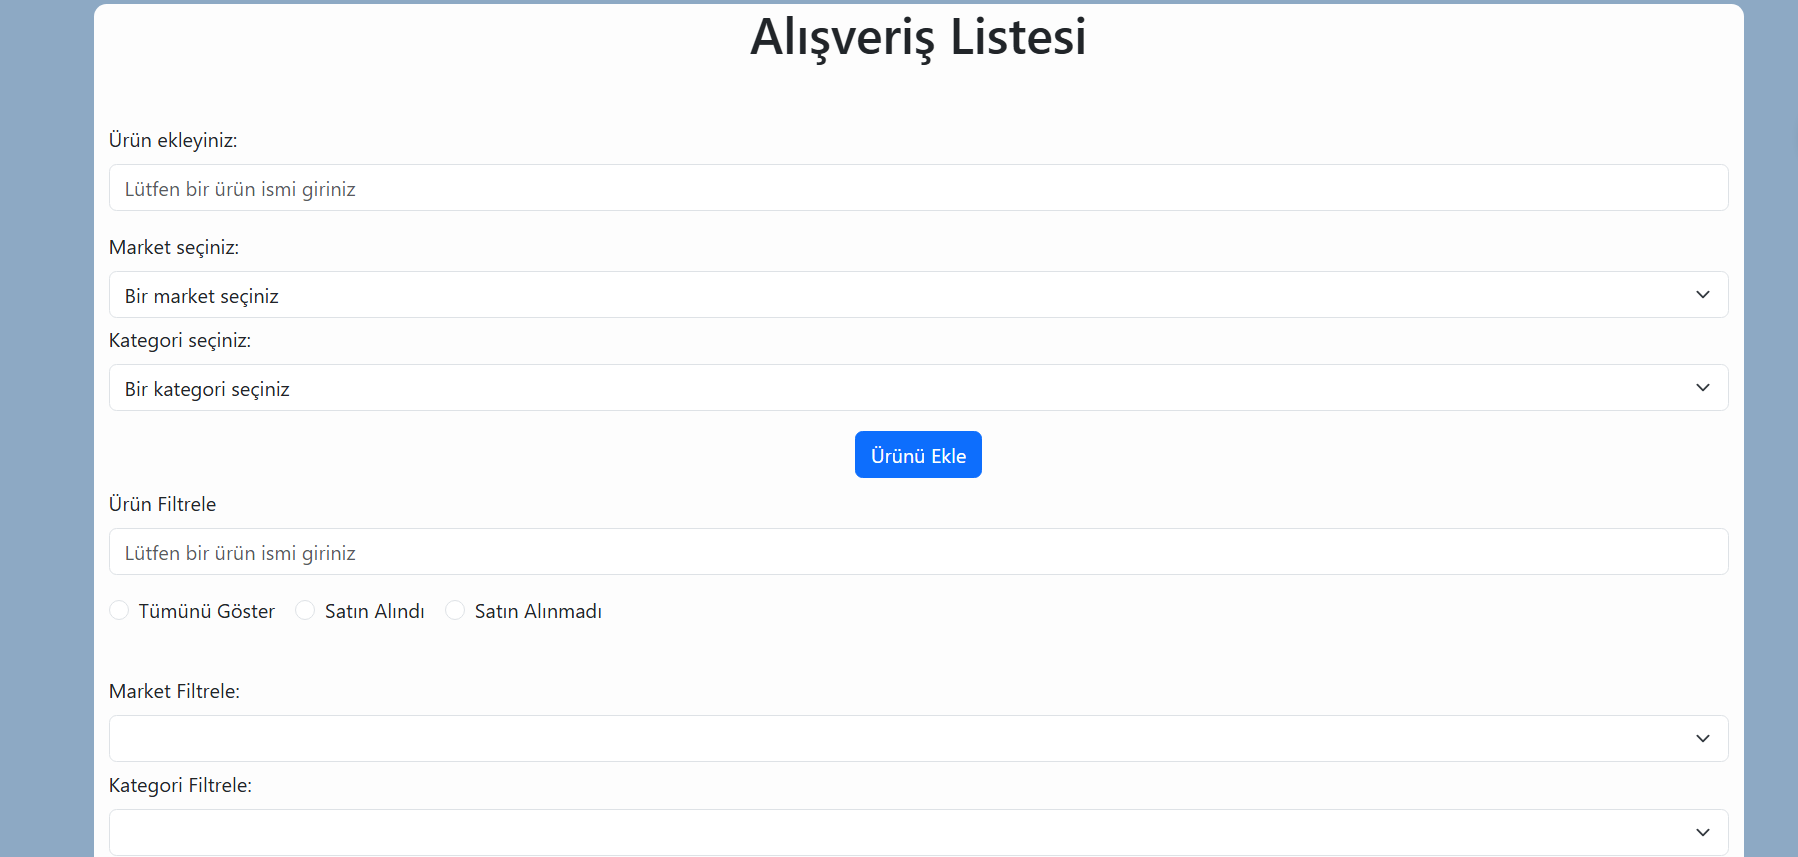 Alışveriş Listesi
Ürün ekleyiniz:
Lütfen bir ürün ismi giriniz
Market seçiniz:
Bir market seçiniz
Kategori seçiniz:
Bir kategori seçiniz
Ürünü Ekle
Ürün Filtrele
Lütfen bir ürün ismi giriniz
Tümünü Göster Satın Alındı Satın Alınmadı
Market Filtrele:
Kategori Filtrele: